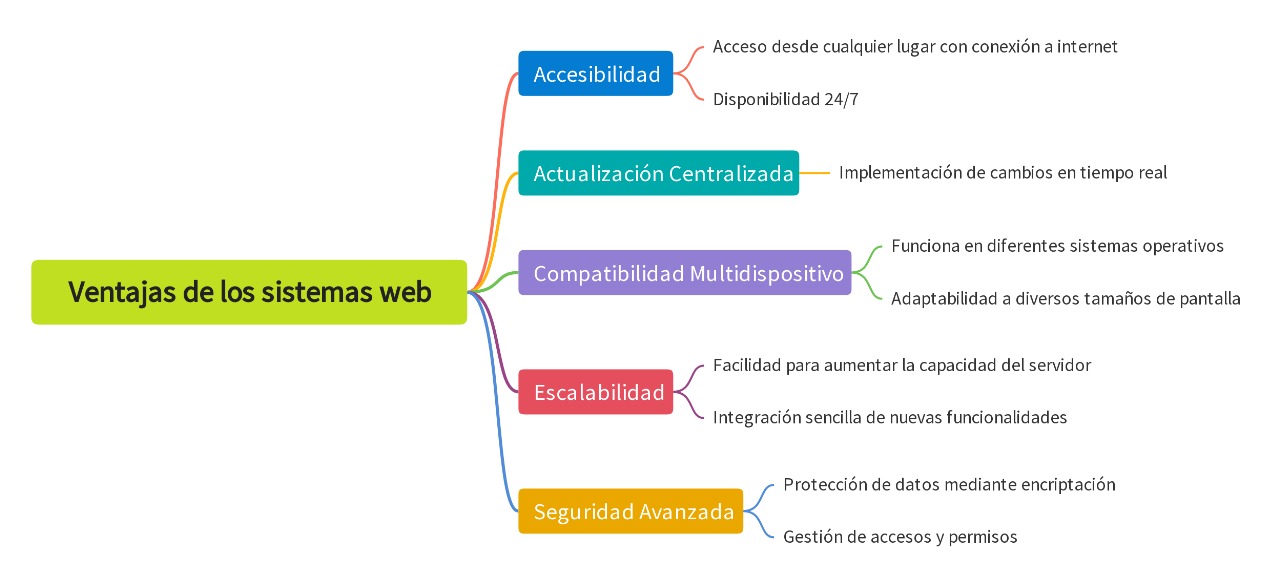 Ventajas de los sistemas web
Accesibilidad
Acceso desde cualquier lugar con conexión a internet
Disponibilidad 24/7
Actualización Centralizada
Implementación de cambios en tiempo real
Compatibilidad Multidispositivo
Funciona en diferentes sistemas operativos
Adaptabilidad a diversos tamaños de pantalla
Escalabilidad
Facilidad para aumentar la capacidad del servidor
Integración sencilla de nuevas funcionalidades
Seguridad Avanzada
Protección de datos mediante encriptación
Gestión de accesos y permisos